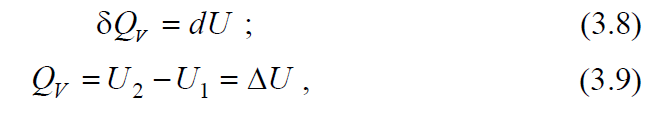 δQ_V = dU ; (3.8)
Q_V = U_2 − U_1 = ΔU , (3.9)